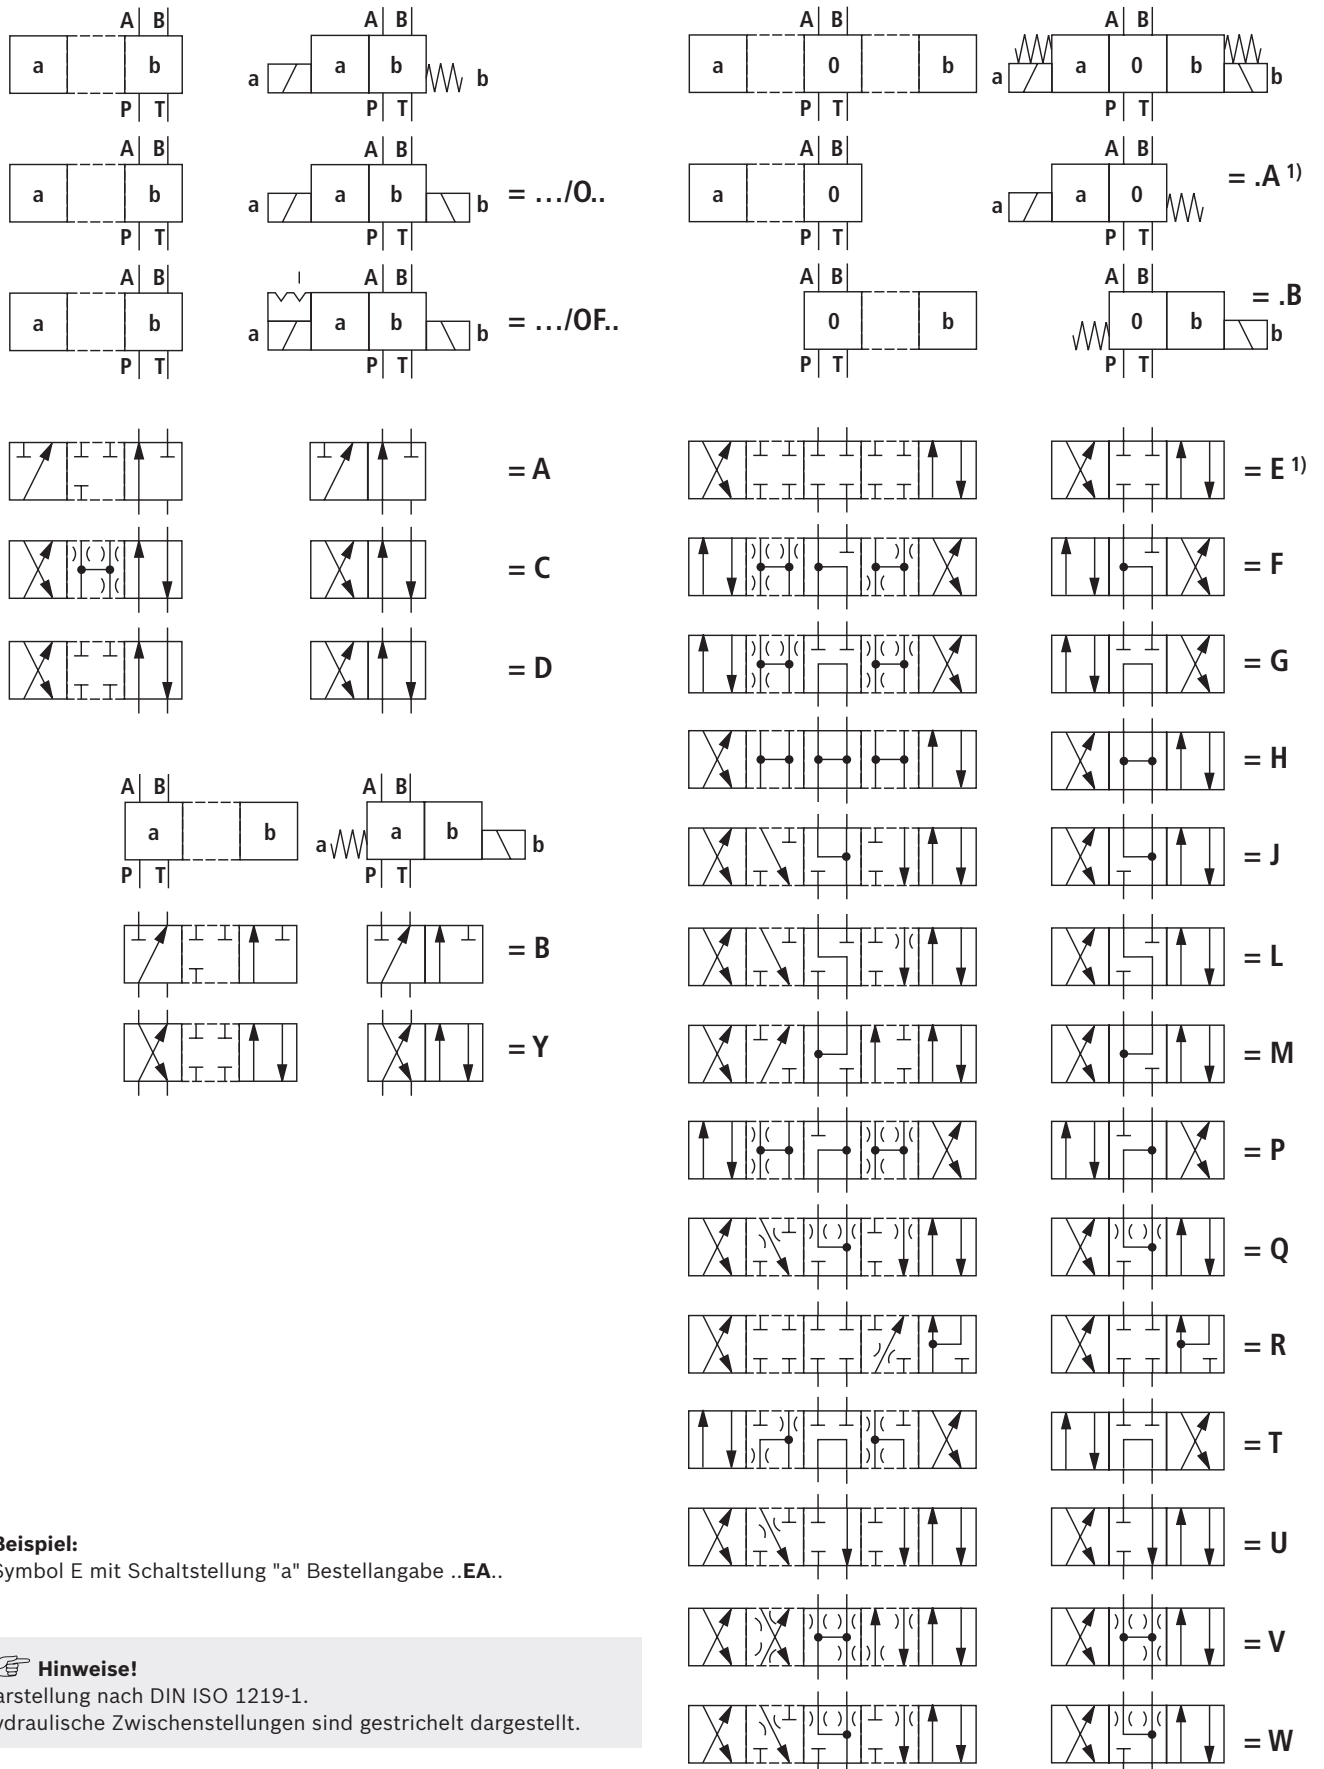 A B
a b
P T
A B
a a b b
P T
A B
a b
P T
A B
a a b b = .../O..
P T
A B
a b
P T
A B
a a b b = .../OF..
P T
= A
= C
= D
A B
a b
P T
A B
a a b b
P T
= B
= Y
A B
a 0 b
P T
A B
a a 0 b b
P T
A B
a 0
P T
A B
a a 0 = .A 1)
P T
A B
0 b
P T
A B
0 b b = .B
P T
= E 1)
= F
= G
= H
= J
= L
= M
= P
= Q
= R
= T
= U
= V
= W
Beispiel:
Symbol E mit Schaltstellung "a" Bestellangabe ..EA..
Hinweise!
arstellung nach DIN ISO 1219-1.
ydraulische Zwischenstellungen sind gestrichelt dargestellt.